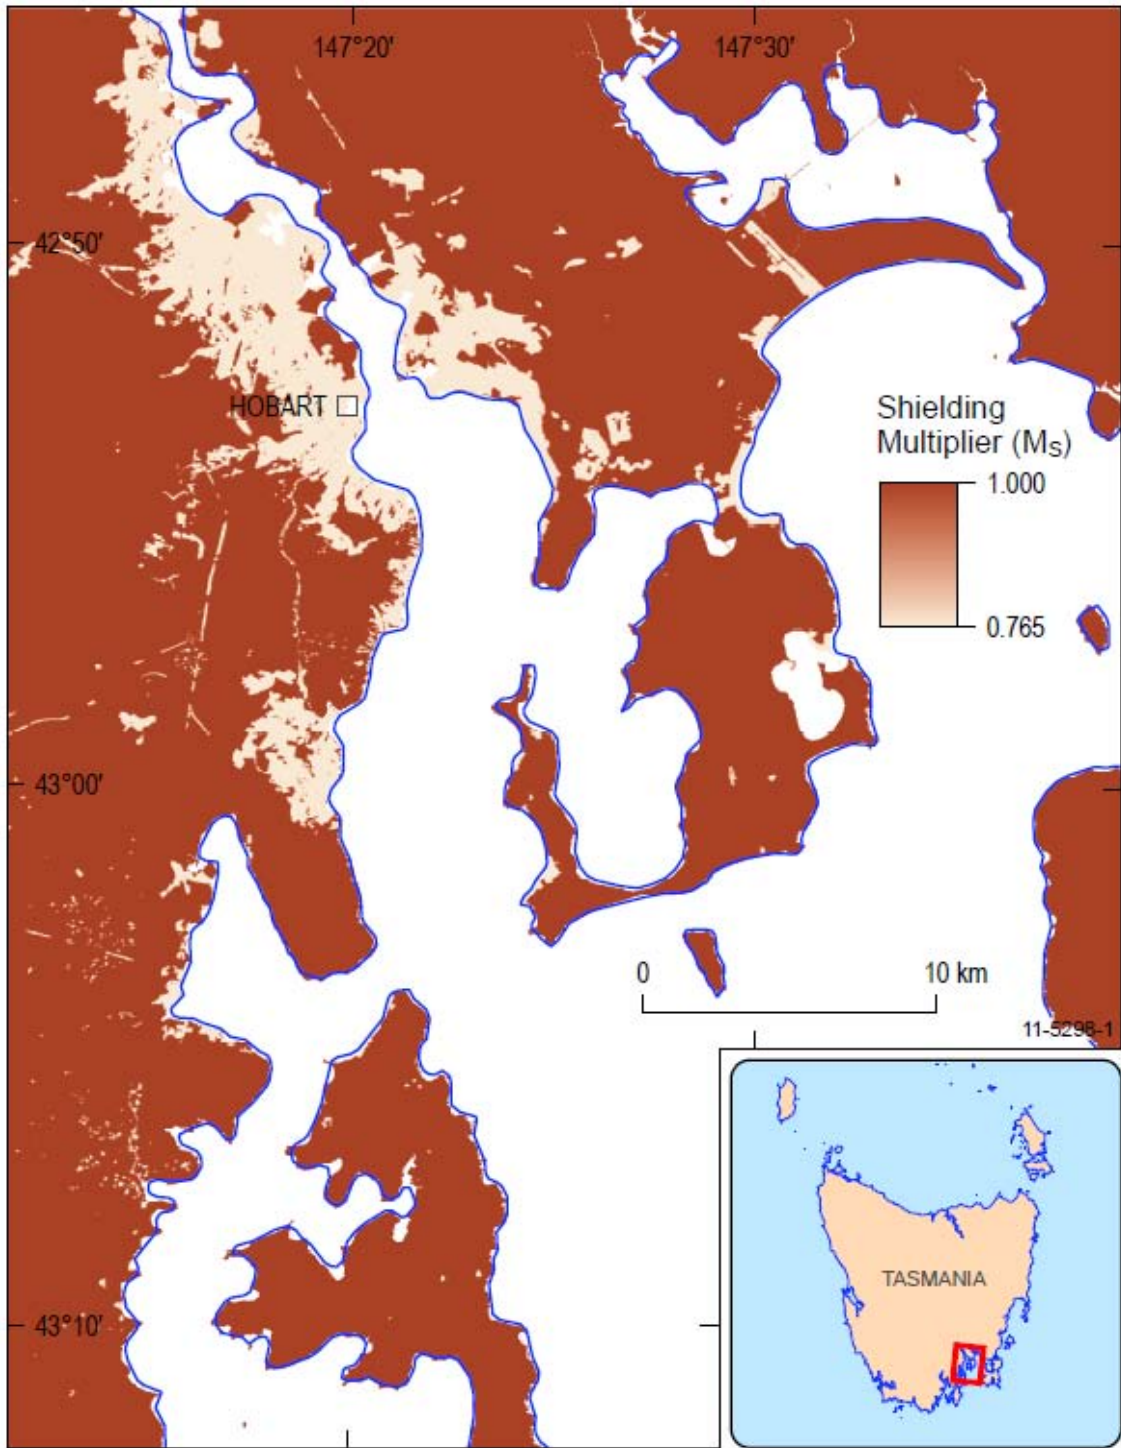 147°20′
147°30′
42°50′
HOBART
Shielding
Multiplier (Ms)
1.000
0.765
43°00′
0
10 km
11-5298-1
TASMANIA
43°10′